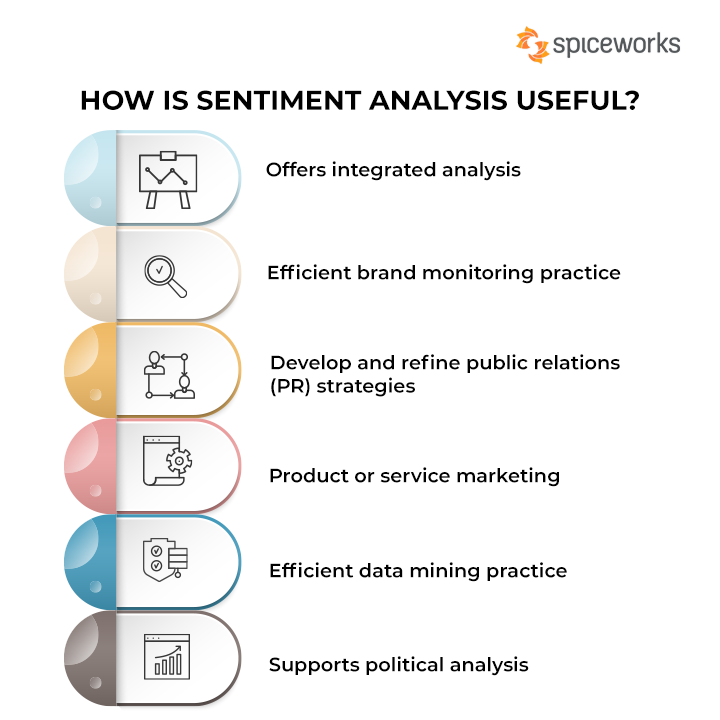 spiceworks
HOW IS SENTIMENT ANALYSIS USEFUL?
Offers integrated analysis
Efficient brand monitoring practice
Develop and refine public relations
(PR) strategies
Product or service marketing
Efficient data mining practice
Supports political analysis